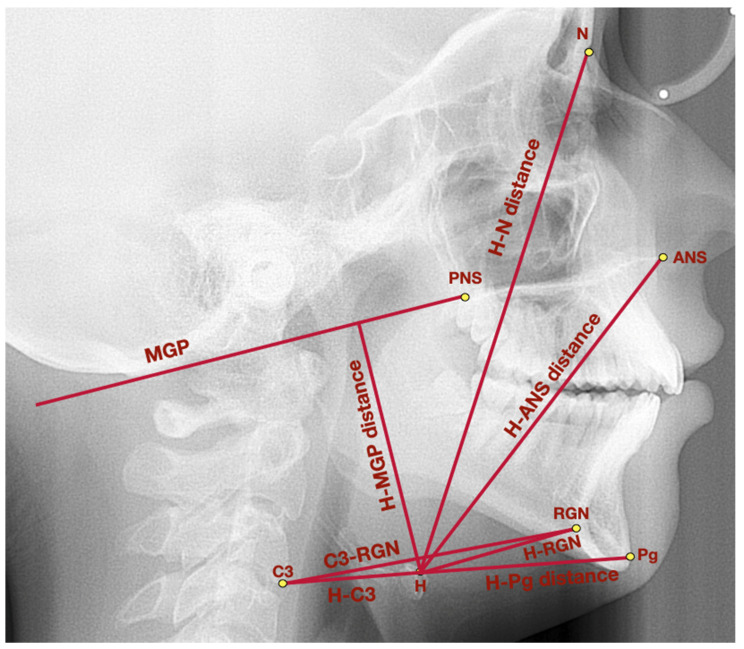 N
H-N distance
ANS
PNS
MGP
H-ANS distance
H-MGP distance
RGN
C3-RGN
H-RGN
Pg
C3
H-C3
H
H-Pg distance